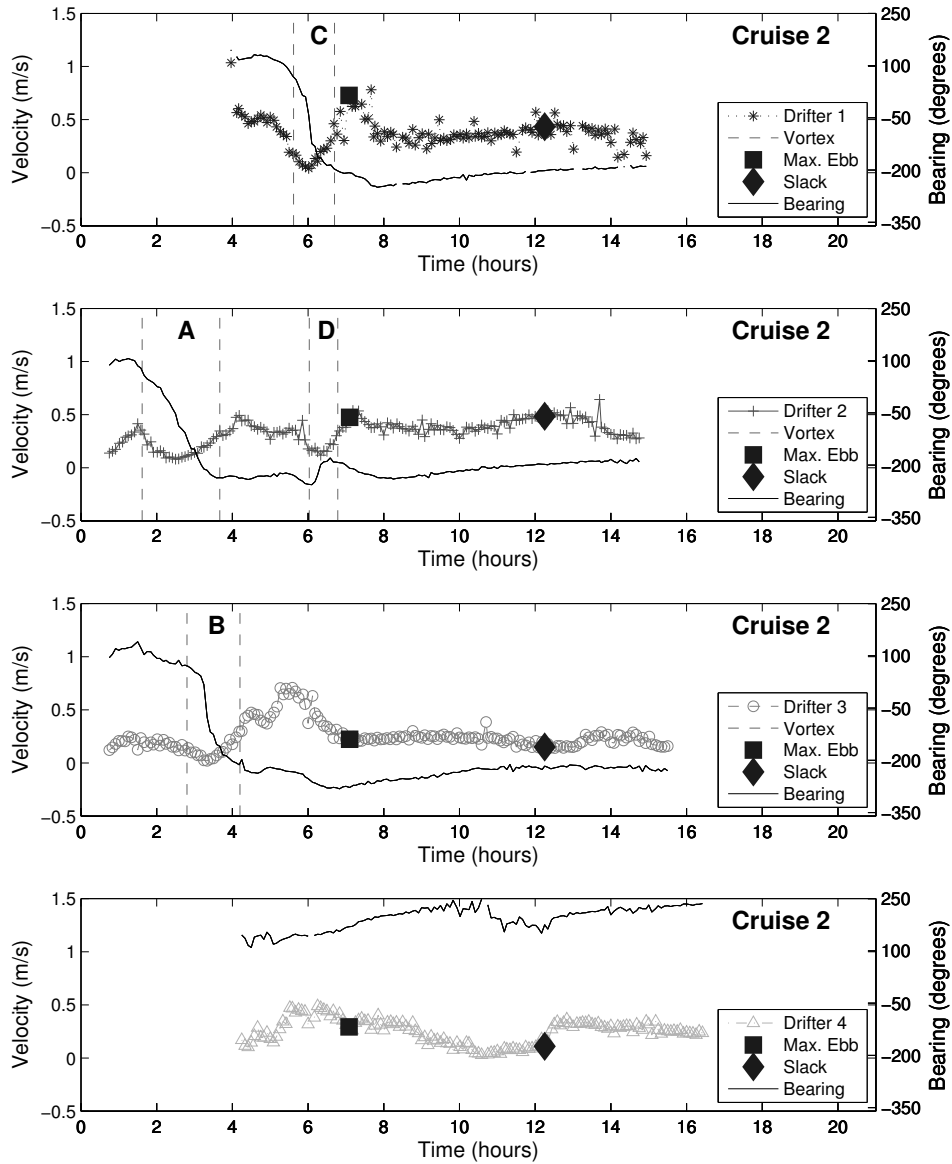 C
Cruise 2
1.5
1
0.5
0
−0.5
Velocity (m/s)
250
100
−50
−200
−350
Bearing (degrees)
Drifter 1
Vortex
Max. Ebb
Slack
Bearing
0 2 4 6 8 10 12 14 16 18 20
Time (hours)
A
D
Cruise 2
1.5
1
0.5
0
−0.5
Velocity (m/s)
250
100
−50
−200
−350
Bearing (degrees)
Drifter 2
Vortex
Max. Ebb
Slack
Bearing
0 2 4 6 8 10 12 14 16 18 20
Time (hours)
B
Cruise 2
1.5
1
0.5
0
−0.5
Velocity (m/s)
250
100
−50
−200
−350
Bearing (degrees)
Drifter 3
Vortex
Max. Ebb
Slack
Bearing
0 2 4 6 8 10 12 14 16 18 20
Time (hours)
Cruise 2
1.5
1
0.5
0
−0.5
Velocity (m/s)
250
100
−50
−200
−350
Bearing (degrees)
Drifter 4
Max. Ebb
Slack
Bearing
0 2 4 6 8 10 12 14 16 18 20
Time (hours)